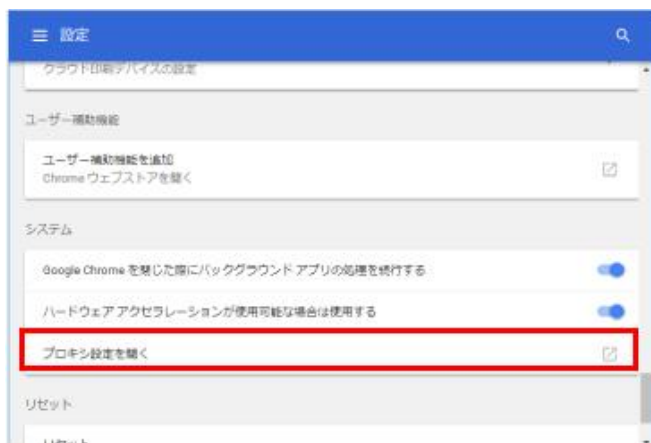 設定
クラウド印刷デバイスの設定
ユーザー補助機能
ユーザー補助機能を追加
Chrome ウェブストアを開く
システム
Google Chrome を閉じた際にバックグラウンド アプリの処理を続行する
ハードウェア アクセラレーションが使用可能な場合は使用する
プロキシ設定を開く
リセット
リセット